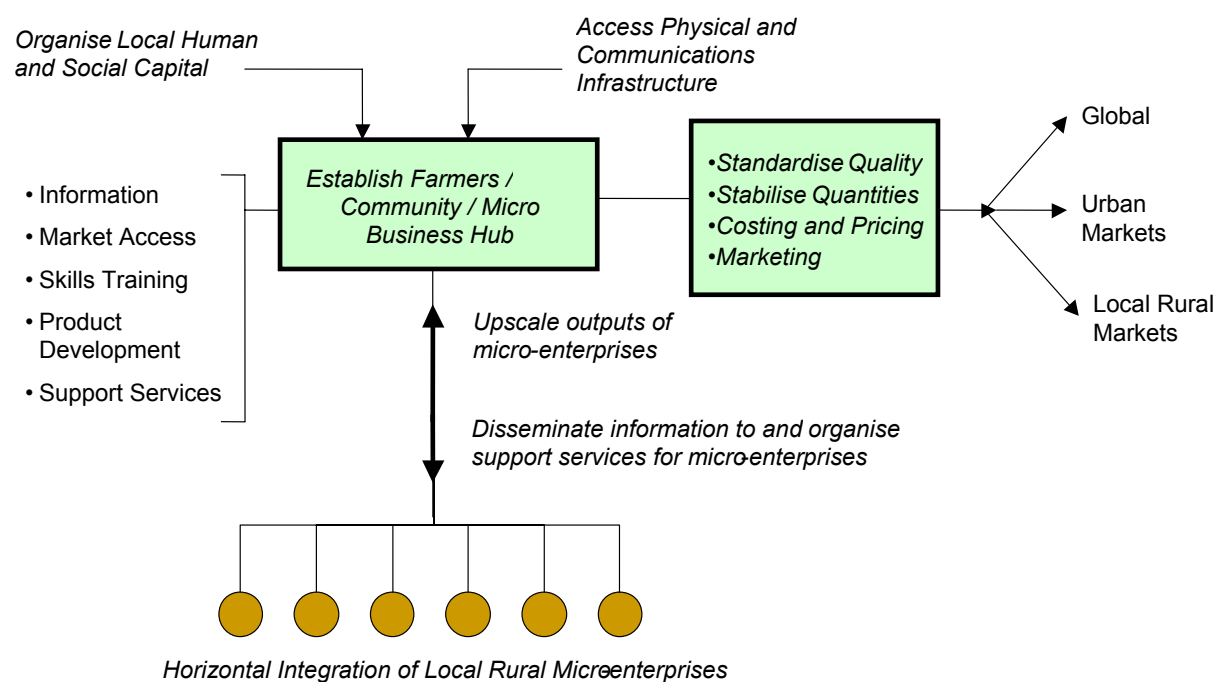 Organise Local Human
and Social Capital
Access Physical and
Communications
Infrastructure
• Information
• Market Access
• Skills Training
• Product
Development
• Support Services
Establish Farmers /
Community / Micro
Business Hub
•Standardise Quality
•Stabilise Quantities
•Costing and Pricing
•Marketing
Global
Urban
Markets
Local Rural
Markets
Upscale outputs of
micro-enterprises
Disseminate information to and organise
support services for micro-enterprises
Horizontal Integration of Local Rural Micro-enterprises